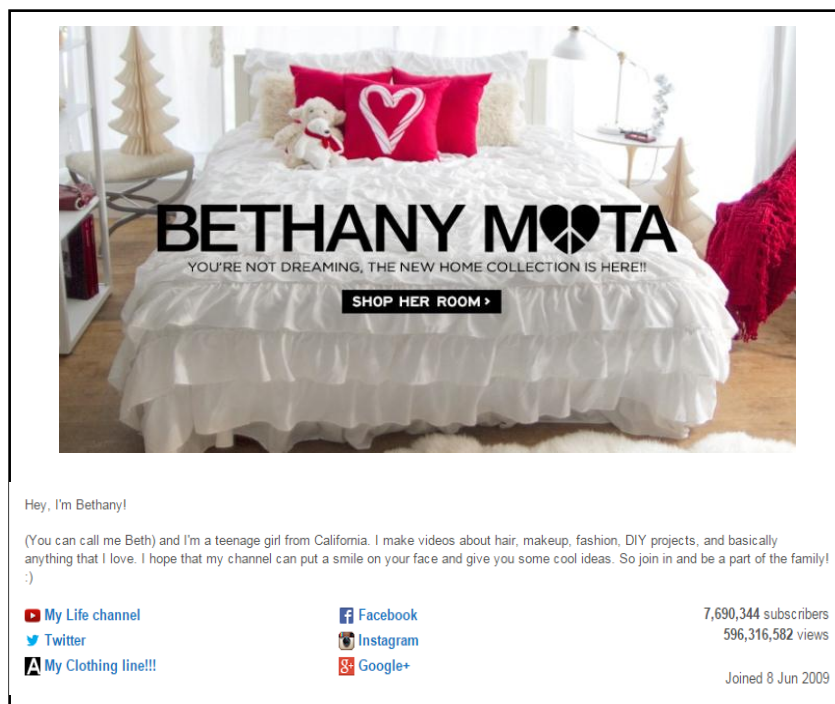 BETHANY MOTA
YOU'RE NOT DREAMING, THE NEW HOME COLLECTION IS HERE!!
SHOP HER ROOM >
Hey, I'm Bethany!
(You can call me Beth) and I'm a teenage girl from California. I make videos about hair, makeup, fashion, DIY projects, and basically
anything that I love. I hope that my channel can put a smile on your face and give you some cool ideas. So join in and be a part of the family!
:)
My Life channel
Twitter
A My Clothing line!!!
Facebook
Instagram
g+ Google+
7,690,344 subscribers
596,316,582 views
Joined 8 Jun 2009